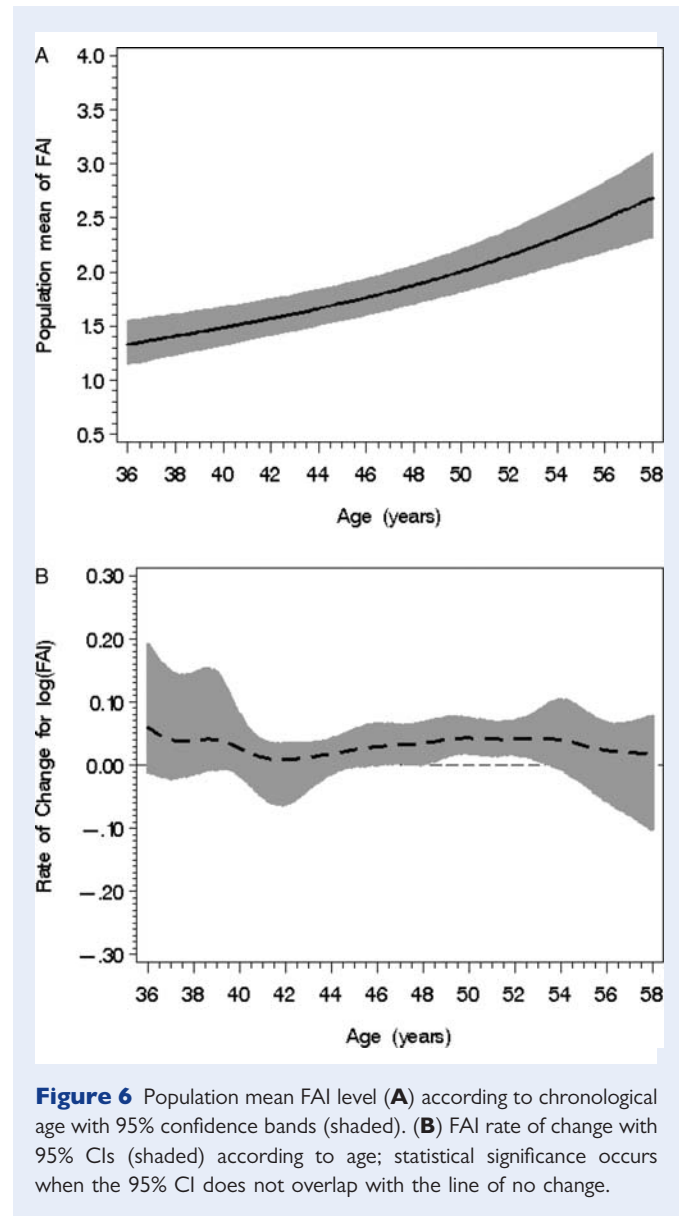 A
4.0
3.5
3.0
2.5
2.0
1.5
1.0
0.5
Population mean of FAI
36 38 40 42 44 46 48 50 52 54 56 58
Age (years)
B
0.30
0.20
0.10
0.00
–.10
–.20
–.30
Rate of Change for log(FAI)
36 38 40 42 44 46 48 50 52 54 56 58
Age (years)
Figure 6 Population mean FAI level (A) according to chronological
age with 95% confidence bands (shaded). (B) FAI rate of change with
95% CIs (shaded) according to age; statistical significance occurs
when the 95% CI does not overlap with the line of no change.